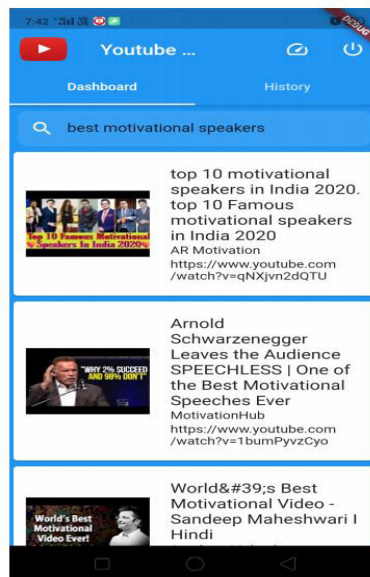 7:42
DEBUG
Youtube ...
Dashboard
History
best motivational speakers
Top 10 Famous Motivational
Speakers In India 2020
top 10 motivational
speakers in India 2020.
top 10 Famous
motivational speakers
in India 2020
AR Motivation
https://www.youtube.com
/watch?v=qNXjvn2dQTU
"WHY 2% SUCCEED
AND 98% DON'T"
Arnold
Schwarzenegger
Leaves the Audience
SPEECHLESS | One of
the Best Motivational
Speeches Ever
MotivationHub
https://www.youtube.com
/watch?v=1bumPyvzCyo
World's Best
Motivational
Video Ever!
World&#39;s Best
Motivational Video -
Sandeep Maheshwari I
Hindi